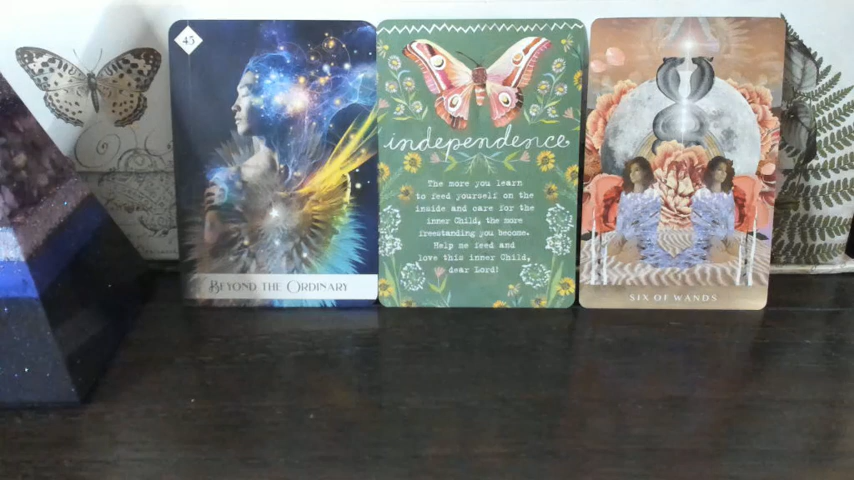 45
BEYOND THE ORDINARY
independence
The more you learn
to feed yourself on the
inside and care for the
inner Child, the more
freestanding you become.
Help me feed and
love this inner Child,
dear Lord!
SIX OF WANDS